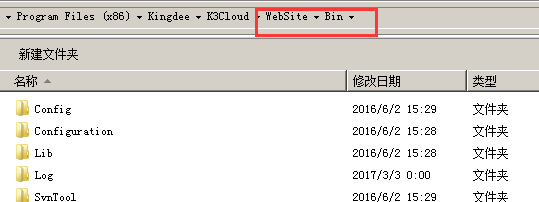 Program Files (x86) Kingdee K3Cloud WebSite Bin
新建文件夹
名称 修改日期 类型
Config 2016/6/2 15:29 文件夹
Configuration 2016/6/2 15:28 文件夹
Lib 2016/6/2 15:28 文件夹
Log 2017/3/3 0:00 文件夹
SvnTool 2016/6/2 15:29 文件夹